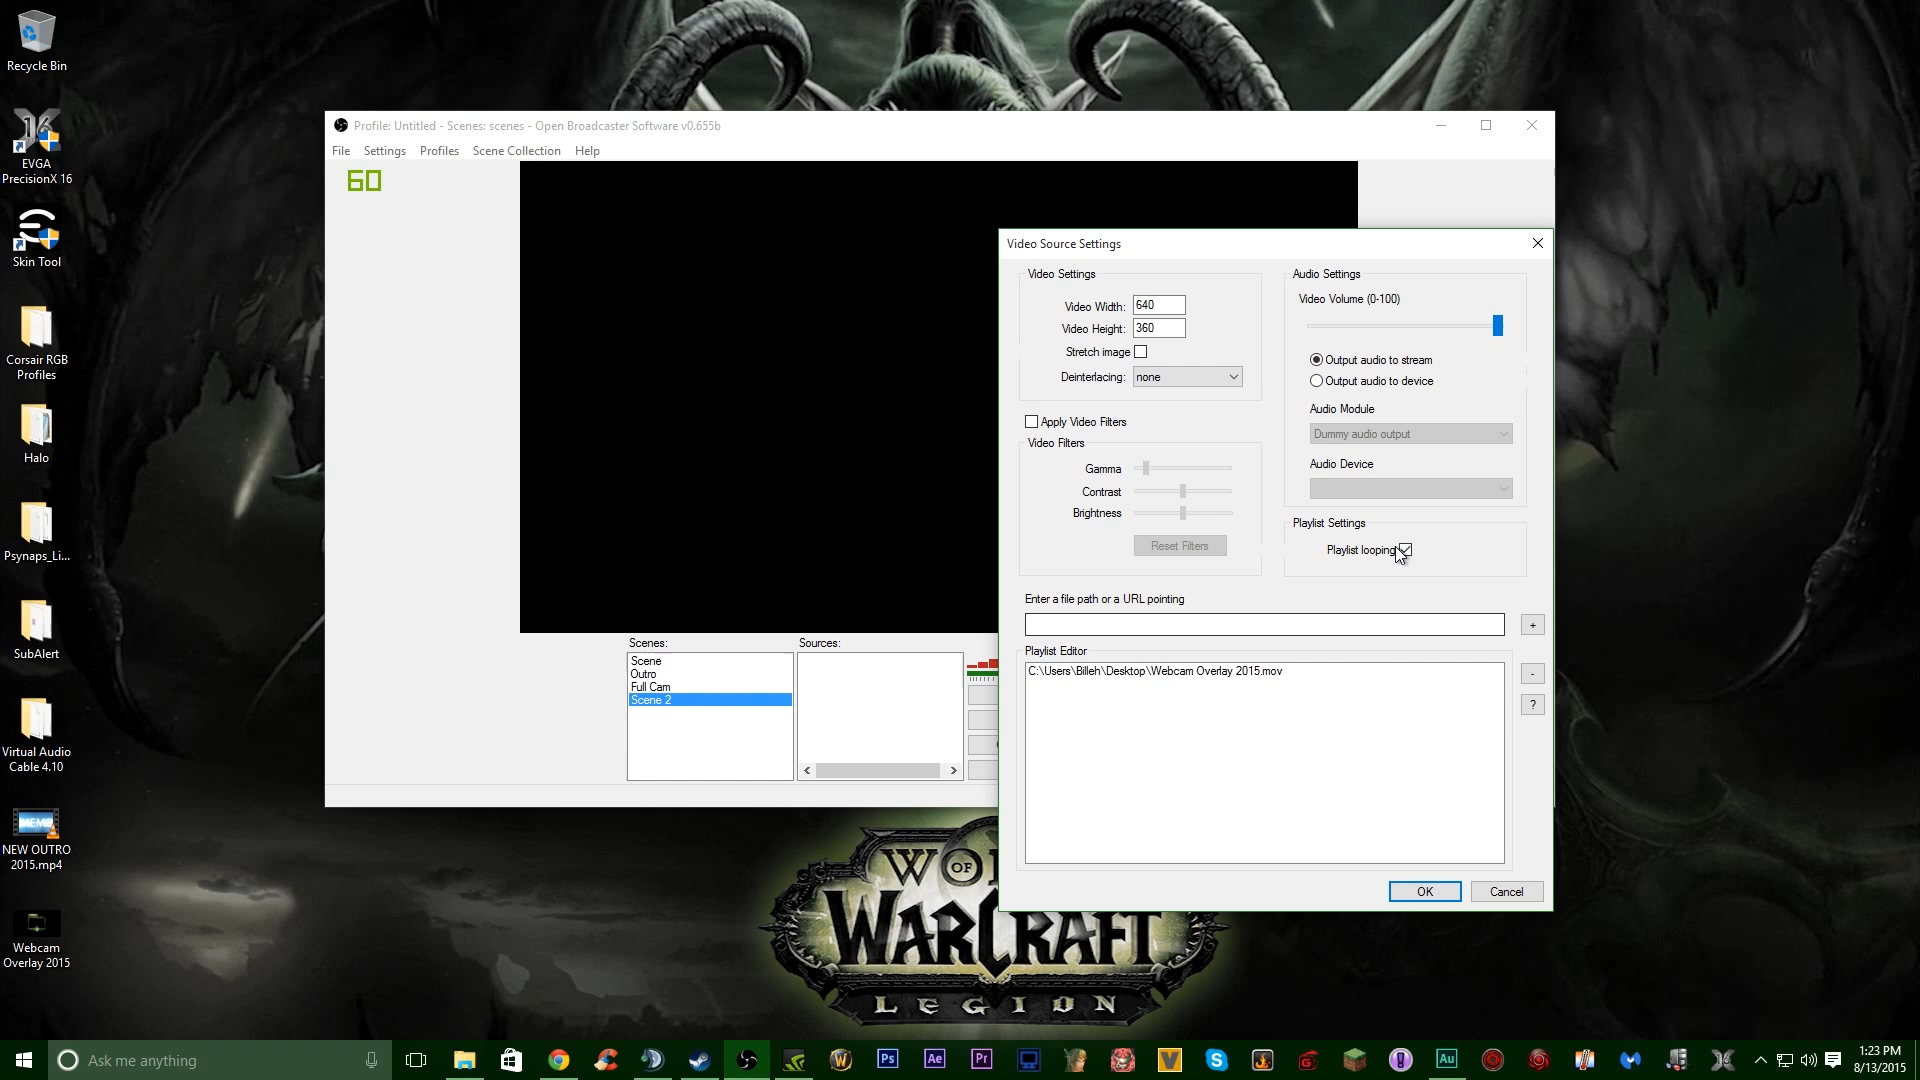 Recycle Bin
EVGA
PrecisionX 16
Skin Tool
Corsair RGB
Profiles
Halo
Psynaps_Li...
SubAlert
Virtual Audio
Cable 4.10
NEW OUTRO
2015.mp4
Webcam
Overlay 2015
Profile: Untitled - Scenes: scenes - Open Broadcaster Software v0.655b
File Settings Profiles Scene Collection Help
60
Scenes:
Scene
Outro
Full Cam
Scene 2
Sources:
Video Source Settings
Video Settings
Video Width: 640
Video Height: 360
Stretch image
Deinterlacing: none
Apply Video Filters
Video Filters
Gamma
Contrast
Brightness
Reset Filters
Audio Settings
Video Volume (0-100)
Output audio to stream
Output audio to device
Audio Module
Dummy audio output
Audio Device
Playlist Settings
Playlist looping
Enter a file path or a URL pointing
+
Playlist Editor
C:\Users\Billeh\Desktop\Webcam Overlay 2015.mov
-
?
OK Cancel
WARCRAFT
LEGION
Ask me anything
Ps Ae Pr Au
1:23 PM
8/13/2015